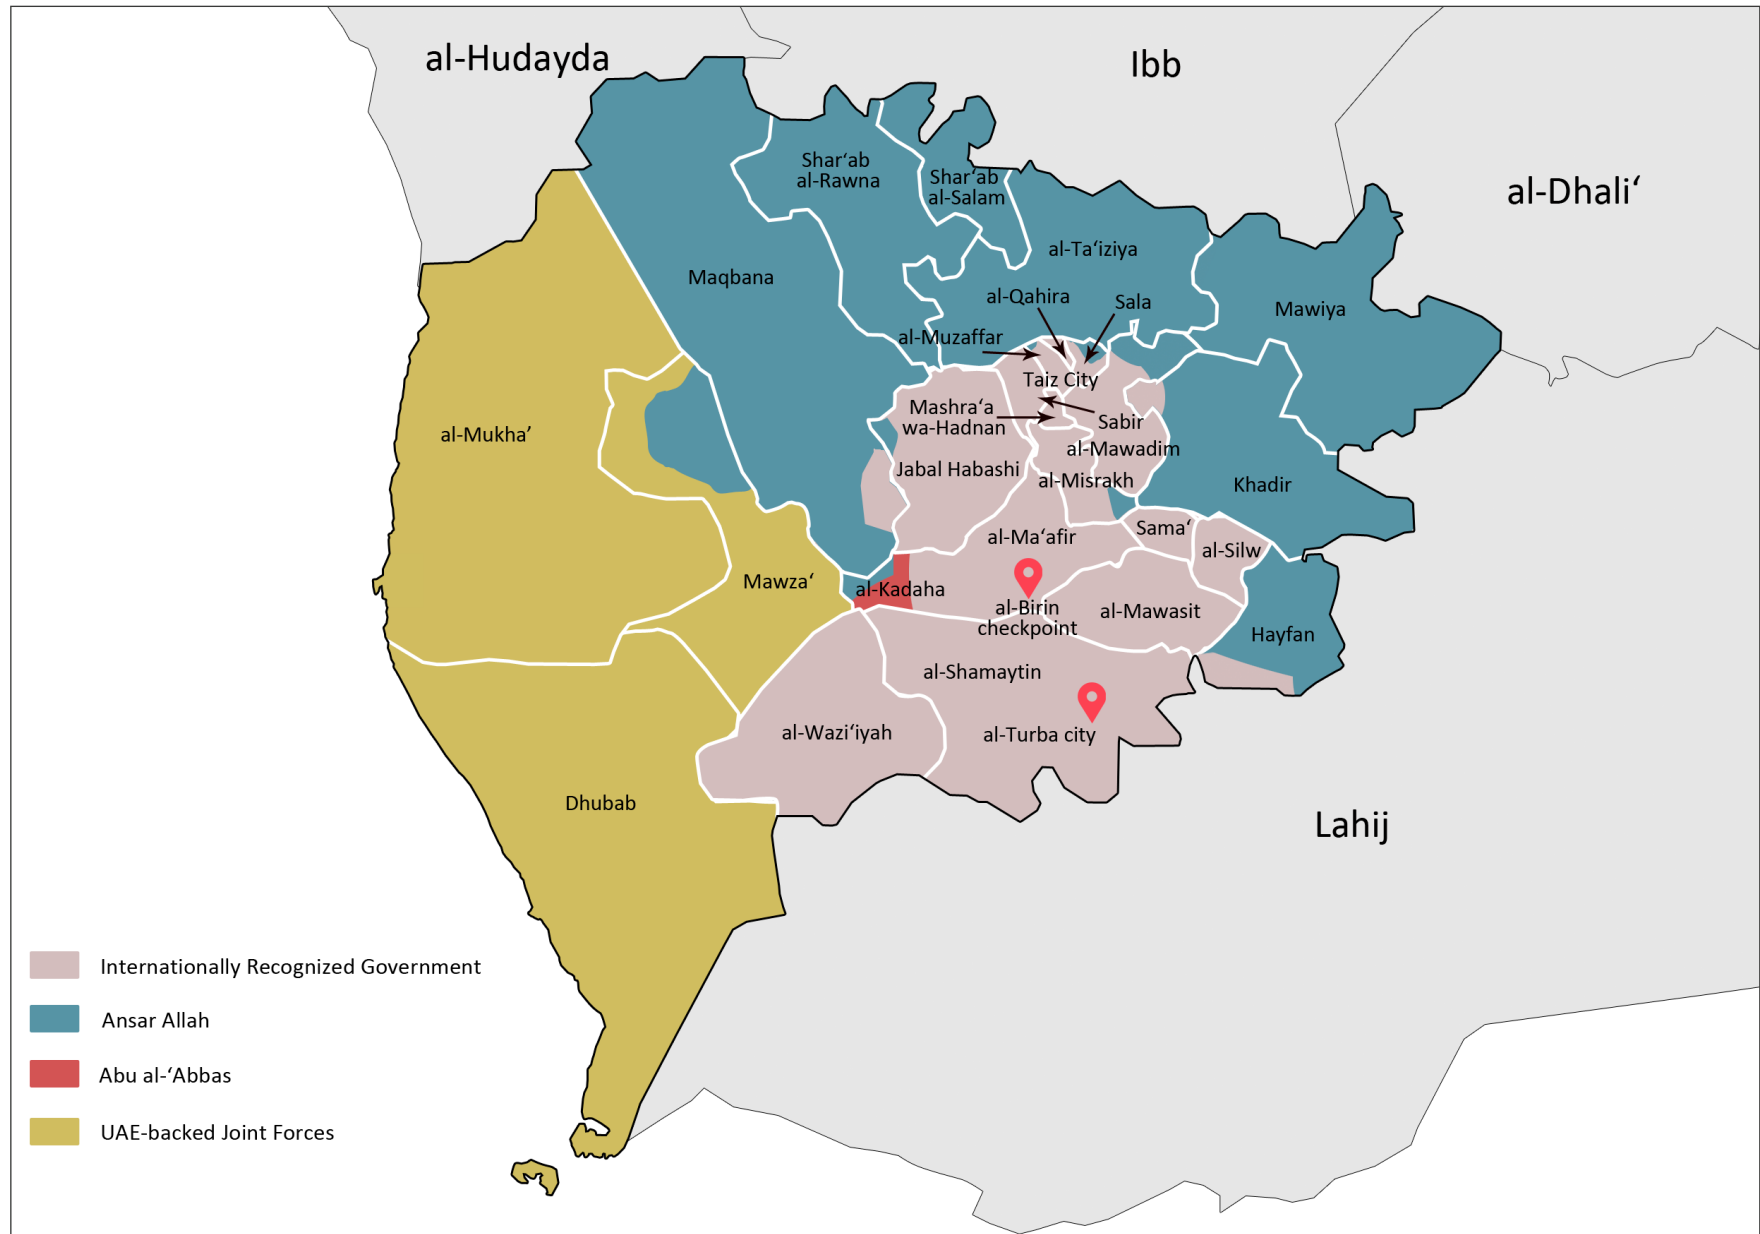 al-Hudayda
Ibb
al-Dhali‘
Shar‘ab
al-Rawna
Shar‘ab
al-Salam
al-Ta‘iziya
Maqbana
al-Qahira
Sala
Mawiya
al-Muzaffar
Taiz City
Mashra‘a
wa-Hadnan
Sabir
al-Mawadim
al-Mukha’
Jabal Habashi
al-Misrakh
Khadir
Sama‘
al-Ma‘afir
al-Silw
Mawza‘
al-Kadaha
al-Birin
checkpoint
al-Mawasit
Hayfan
al-Shamaytin
al-Wazi‘iyah
al-Turba city
Dhubab
Lahij
Internationally Recognized Government
Ansar Allah
Abu al-‘Abbas
UAE-backed Joint Forces